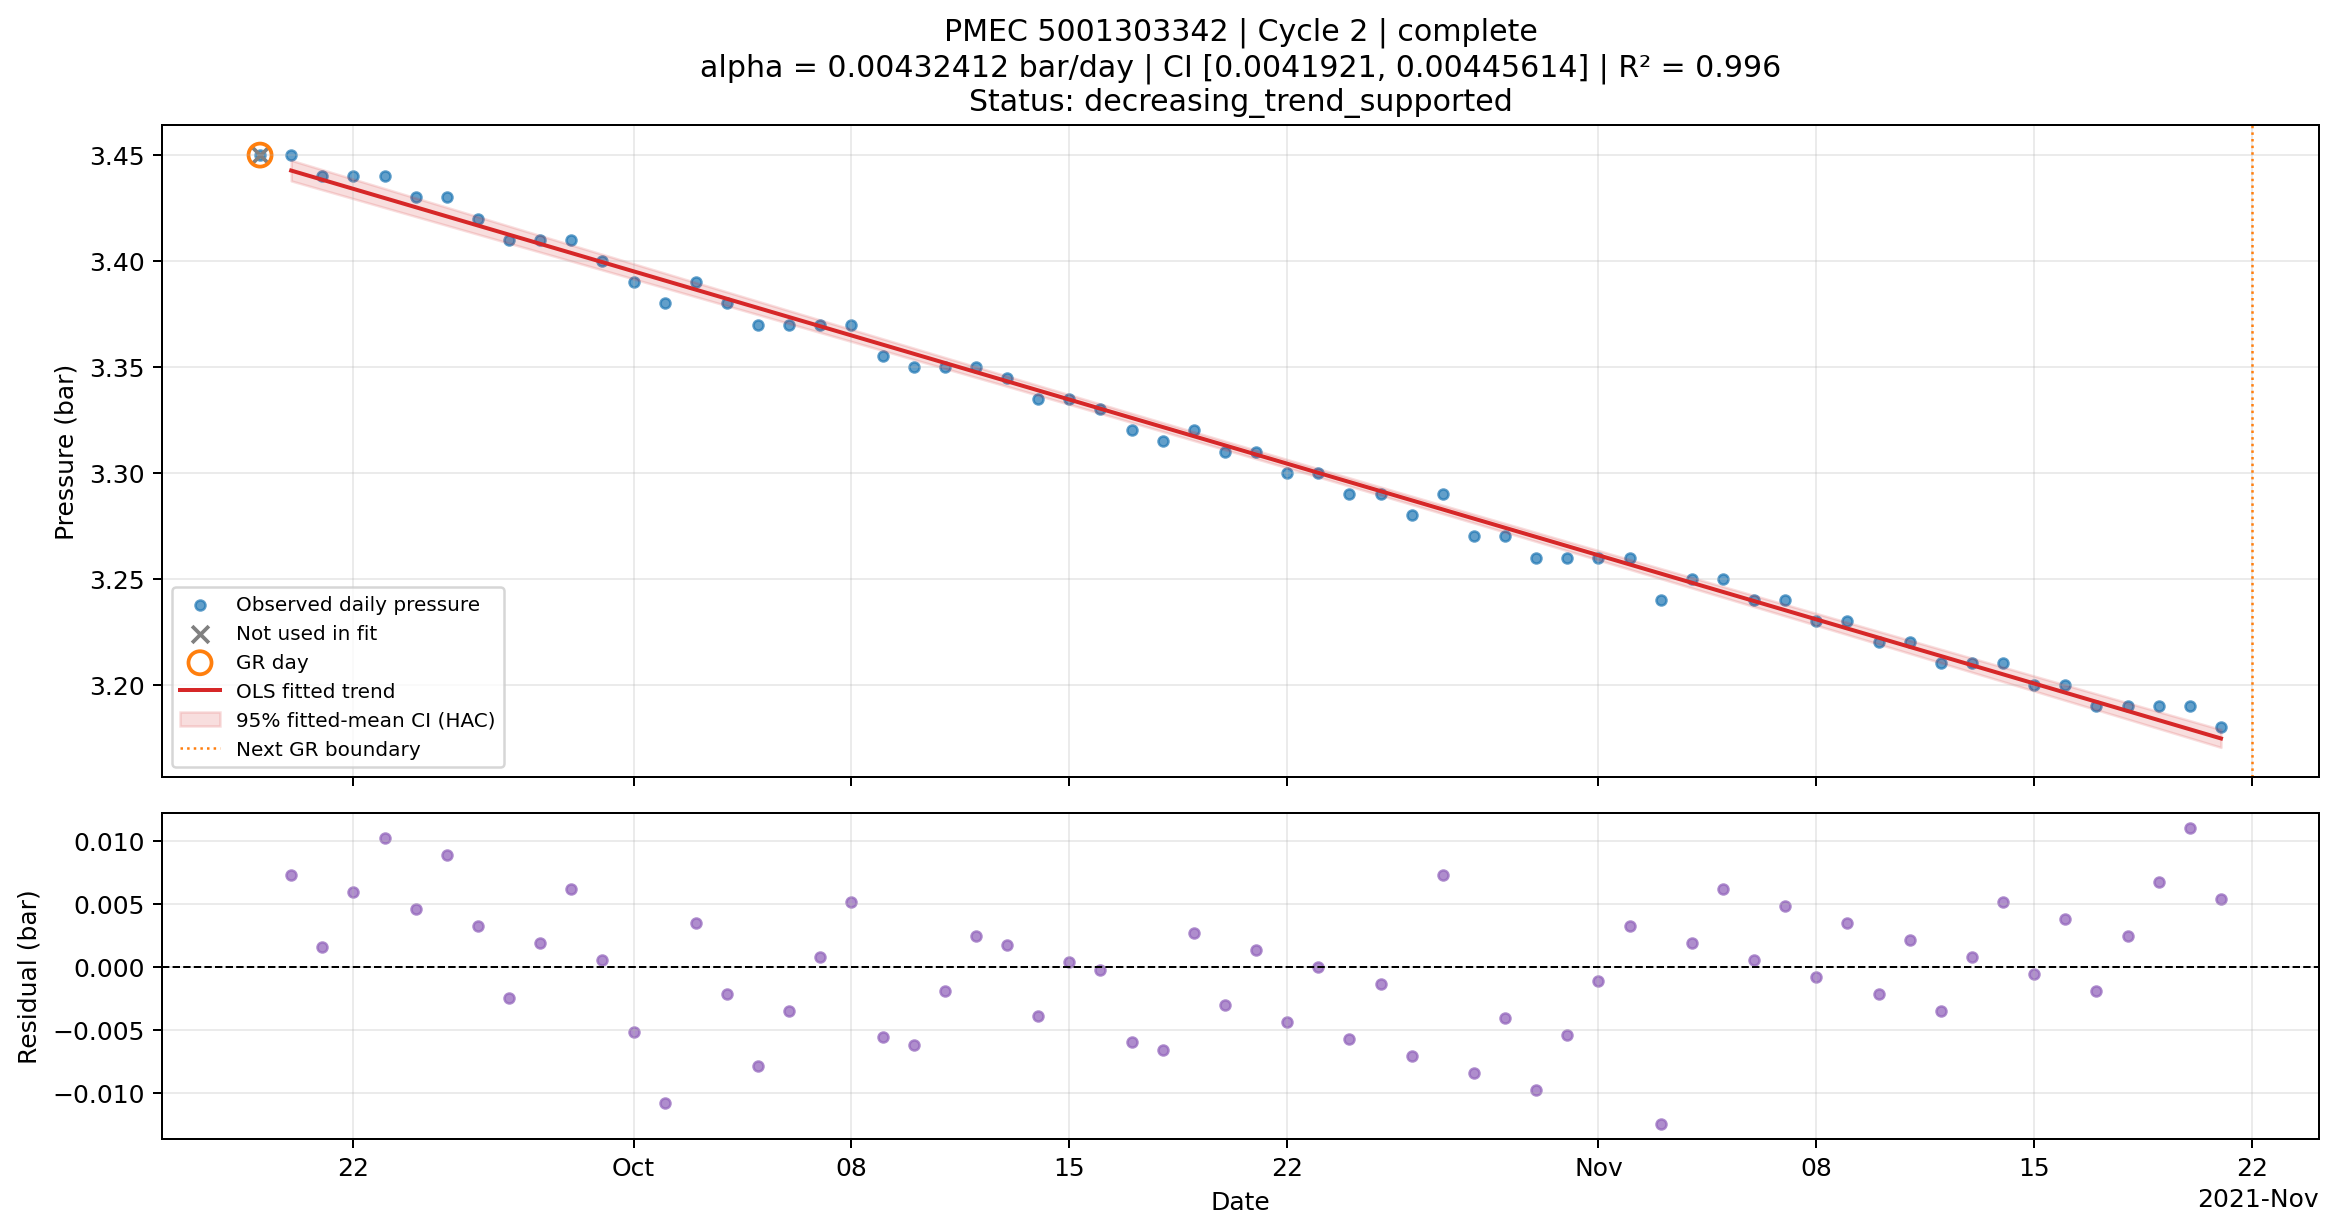 PMEC 5001303342 | Cycle 2 | complete
alpha = 0.00432412 bar/day | CI [0.0041921, 0.00445614] | R² = 0.996
Status: decreasing_trend_supported
Pressure (bar)
3.45
3.40
3.35
3.30
3.25
3.20
Observed daily pressure
Not used in fit
GR day
OLS fitted trend
95% fitted-mean CI (HAC)
Next GR boundary
Residual (bar)
0.010
0.005
0.000
−0.005
−0.010
22
Oct
08
15
22
Nov
08
15
22
Date
2021-Nov